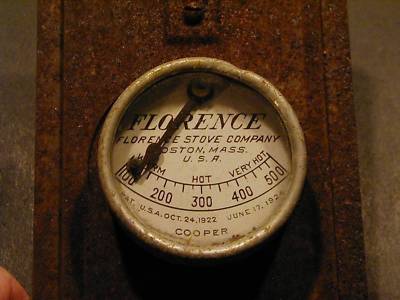 FLORENCE
FLORENCE STOVE COMPANY
BOSTON, MASS.
U.S.A.
WARM HOT VERY HOT
100 200 300 400 500
PAT. U.S.A. OCT. 24, 1922 JUNE 17, 1924
COOPER